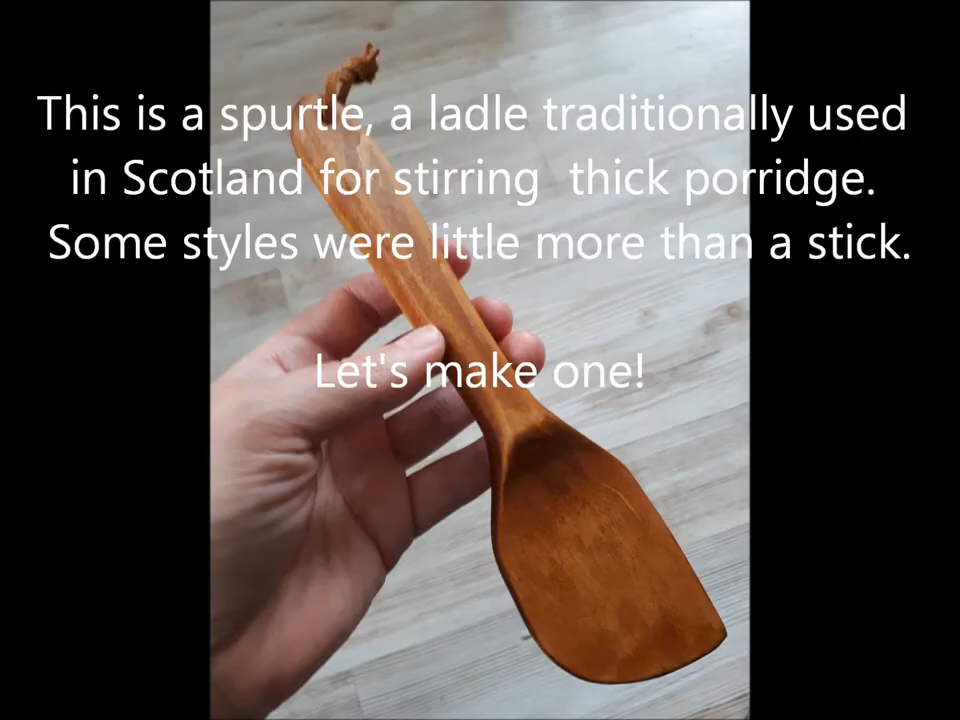 This is a spurtle, a ladle traditionally used
in Scotland for stirring  thick porridge.
Some styles were little more than a stick.
Let's make one!